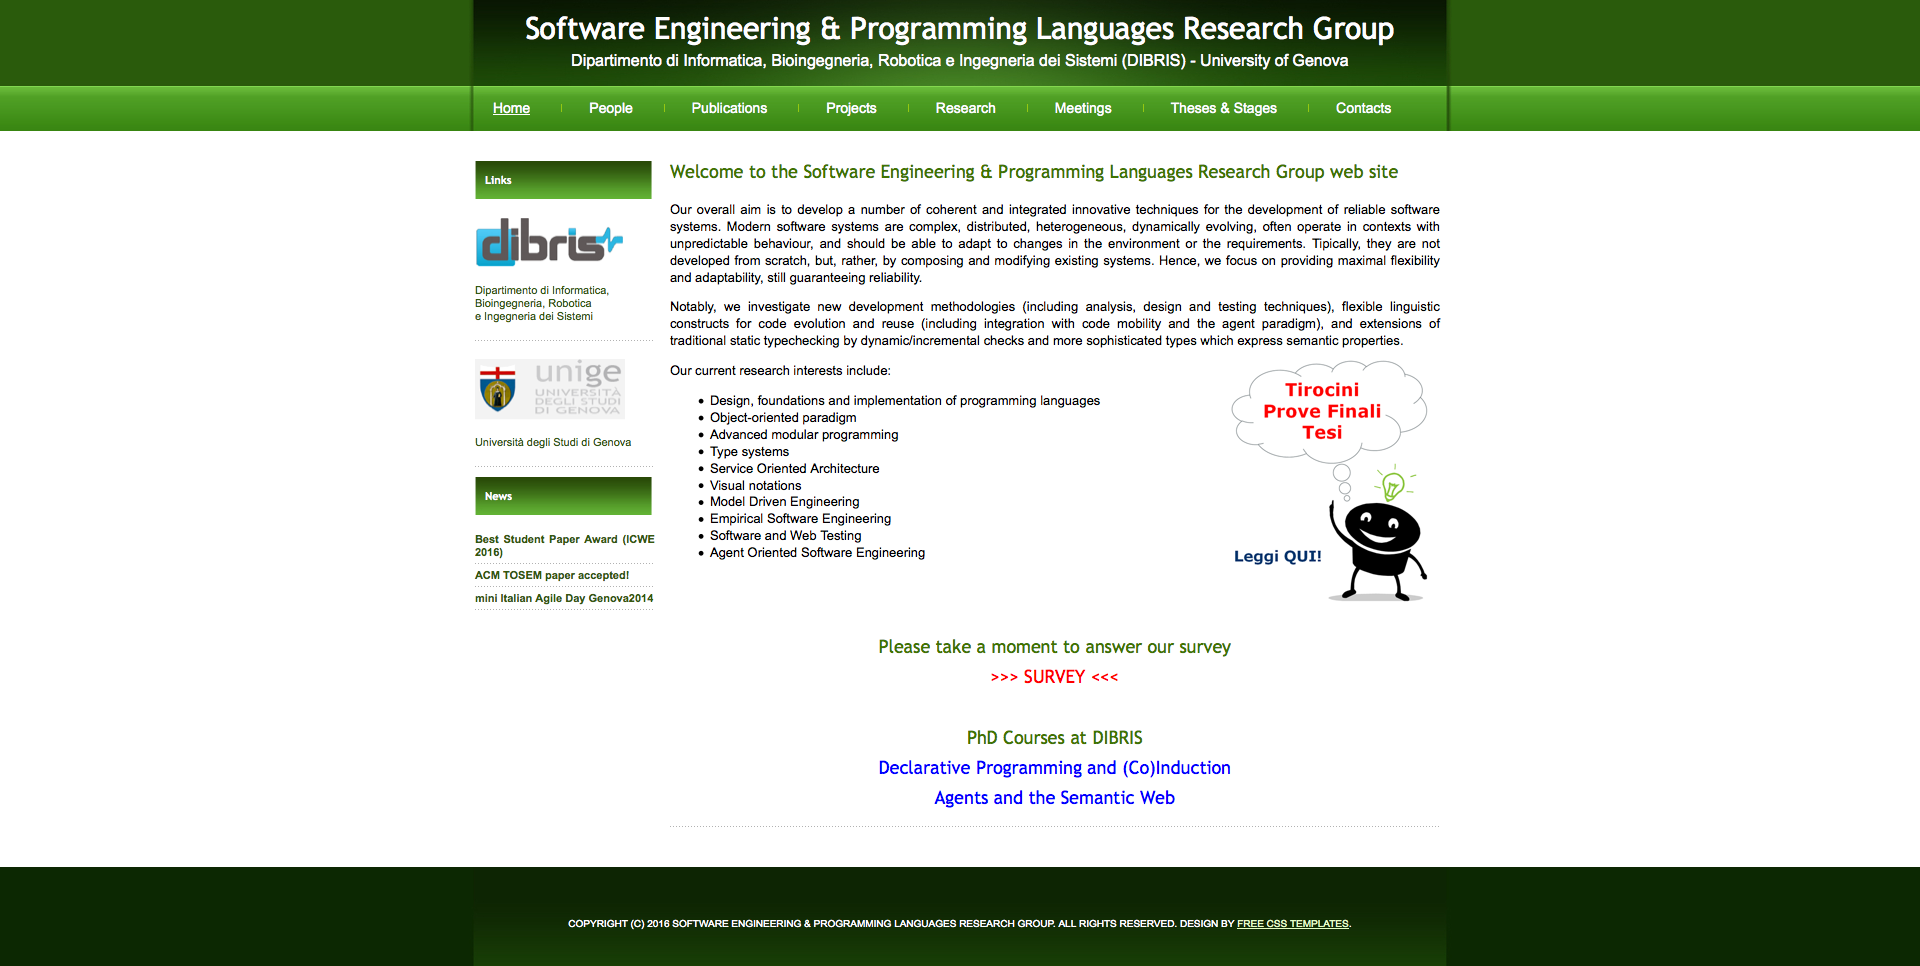 Software Engineering & Programming Languages Research Group
Dipartimento di Informatica, Bioingegneria, Robotica e Ingegneria dei Sistemi (DIBRIS) - University of Genova
Home
People
Publications
Projects
Research
Meetings
Theses & Stages
Contacts
Links
dibris
Dipartimento di Informatica,
Bioingegneria, Robotica
e Ingegneria dei Sistemi
unige
UNIVERSITÀ
DEGLI STUDI
DI GENOVA
Università degli Studi di Genova
News
Best Student Paper Award (ICWE
2016)
ACM TOSEM paper accepted!
mini Italian Agile Day Genova2014
Welcome to the Software Engineering & Programming Languages Research Group web site
Our overall aim is to develop a number of coherent and integrated innovative techniques for the development of reliable software
systems. Modern software systems are complex, distributed, heterogeneous, dynamically evolving, often operate in contexts with
unpredictable behaviour, and should be able to adapt to changes in the environment or the requirements. Tipically, they are not
developed from scratch, but, rather, by composing and modifying existing systems. Hence, we focus on providing maximal flexibility
and adaptability, still guaranteeing reliability.
Notably, we investigate new development methodologies (including analysis, design and testing techniques), flexible linguistic
constructs for code evolution and reuse (including integration with code mobility and the agent paradigm), and extensions of
traditional static typechecking by dynamic/incremental checks and more sophisticated types which express semantic properties.
Our current research interests include:
Design, foundations and implementation of programming languages
Object-oriented paradigm
Advanced modular programming
Type systems
Service Oriented Architecture
Visual notations
Model Driven Engineering
Empirical Software Engineering
Software and Web Testing
Agent Oriented Software Engineering
Tirocini
Prove Finali
Tesi
Leggi QUI!
Please take a moment to answer our survey
>>> SURVEY <<<
PhD Courses at DIBRIS
Declarative Programming and (Co)Induction
Agents and the Semantic Web
COPYRIGHT (C) 2016 SOFTWARE ENGINEERING & PROGRAMMING LANGUAGES RESEARCH GROUP. ALL RIGHTS RESERVED. DESIGN BY FREE CSS TEMPLATES.